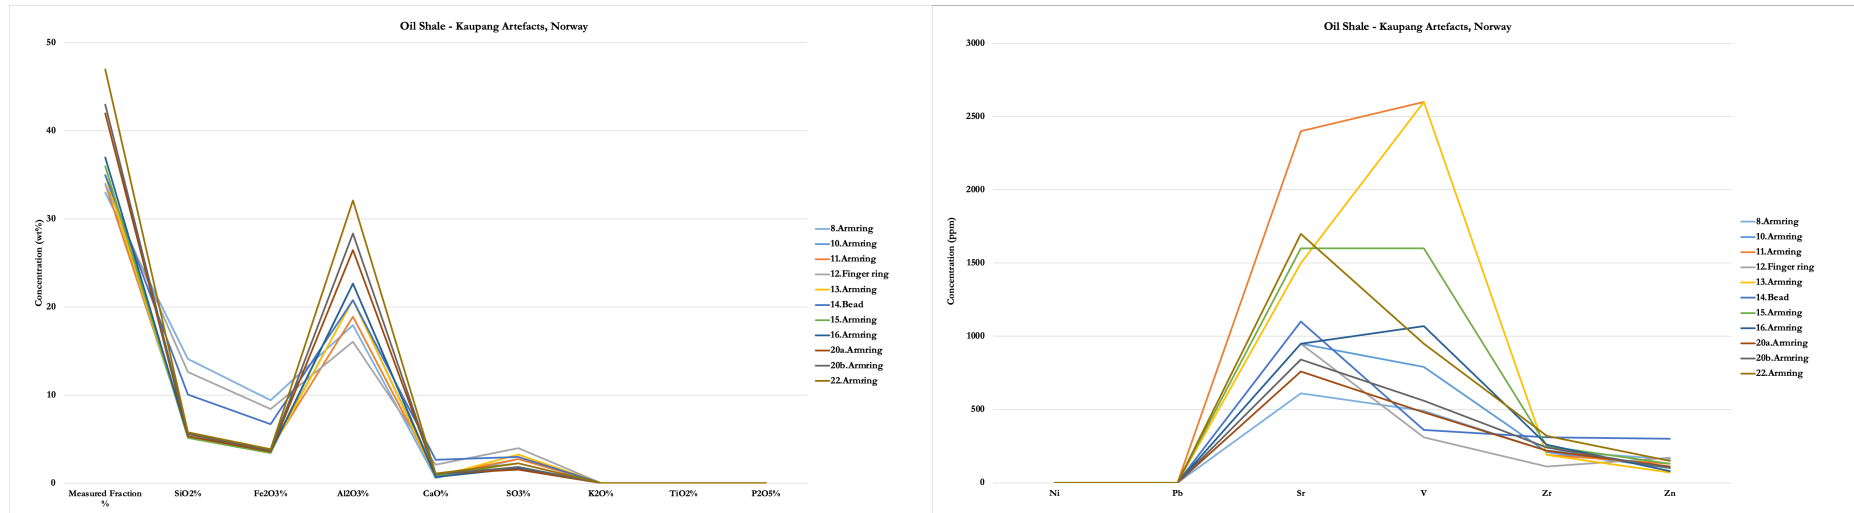 Oil Shale - Kaupang Artefacts, Norway
50
40
30
20
10
0
Concentration (wt%)
Measured Fraction %
SiO2%
Fe2O3%
Al2O3%
CaO%
SO3%
K2O%
TiO2%
P2O5%
8.Armring
10.Armring
11.Armring
12.Finger ring
13.Armring
14.Bead
15.Armring
16.Armring
20a.Armring
20b.Armring
22.Armring
Oil Shale - Kaupang Artefacts, Norway
3000
2500
2000
1500
1000
500
0
Concentration (ppm)
Ni
Pb
Sr
V
Zr
Zn
8.Armring
10.Armring
11.Armring
12.Finger ring
13.Armring
14.Bead
15.Armring
16.Armring
20a.Armring
20b.Armring
22.Armring